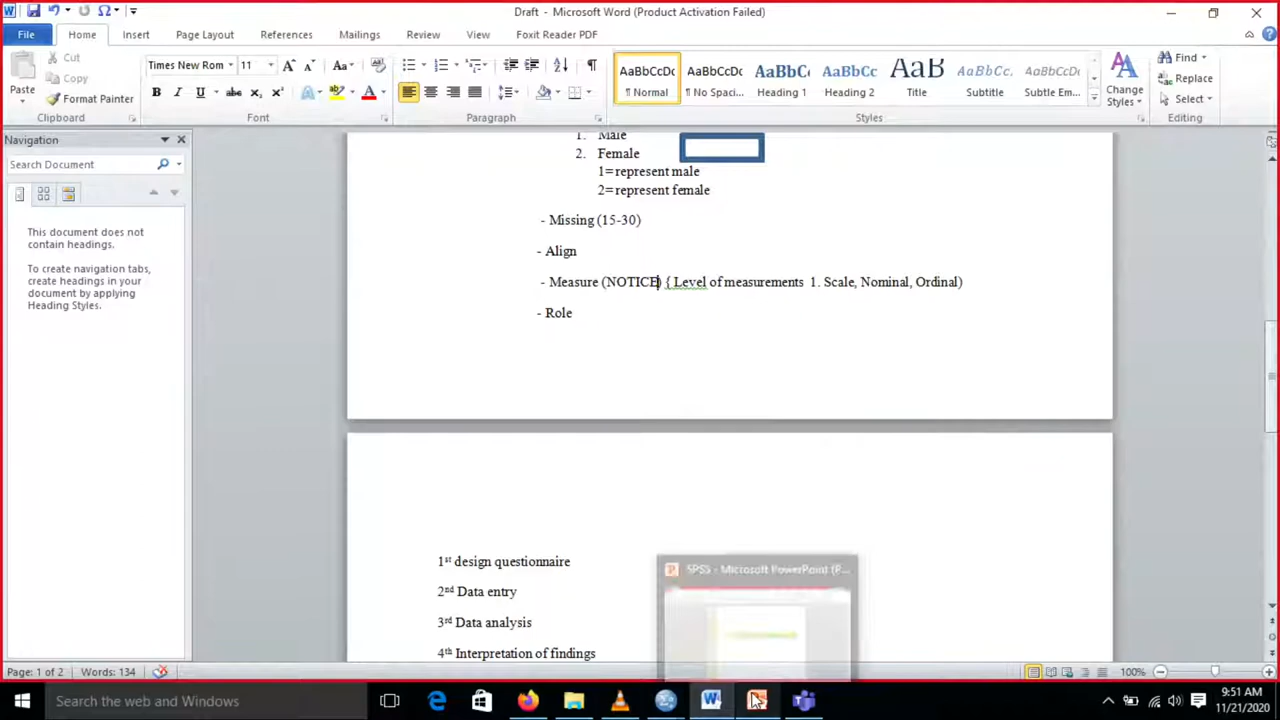 Draft - Microsoft Word (Product Activation Failed)
File Home Insert Page Layout References Mailings Review View Foxit Reader PDF
Paste
Cut
Copy
Format Painter
Clipboard
Times New Rom 11
Font
Paragraph
AaBbCcDc AaBbCcDc AaBbC AaBbCc AaB AaBbCcL AaBbCcDc
¶ Normal ¶ No Spaci... Heading 1 Heading 2 Title Subtitle Subtle Em...
Styles
Change Styles
Find
Replace
Select
Editing
Navigation
Search Document
This document does not contain headings.
To create navigation tabs, create headings in your document by applying Heading Styles.
1. Male
2. Female
1= represent male
2= represent female
- Missing (15-30)
- Align
- Measure (NOTICE) { Level of measurements 1. Scale, Nominal, Ordinal)
- Role
1st design questionnaire
2nd Data entry
3rd Data analysis
4th Interpretation of findings
SPSS - Microsoft PowerPoint (P...
Page: 1 of 2 Words: 134
100%
Search the web and Windows
9:51 AM
11/21/2020